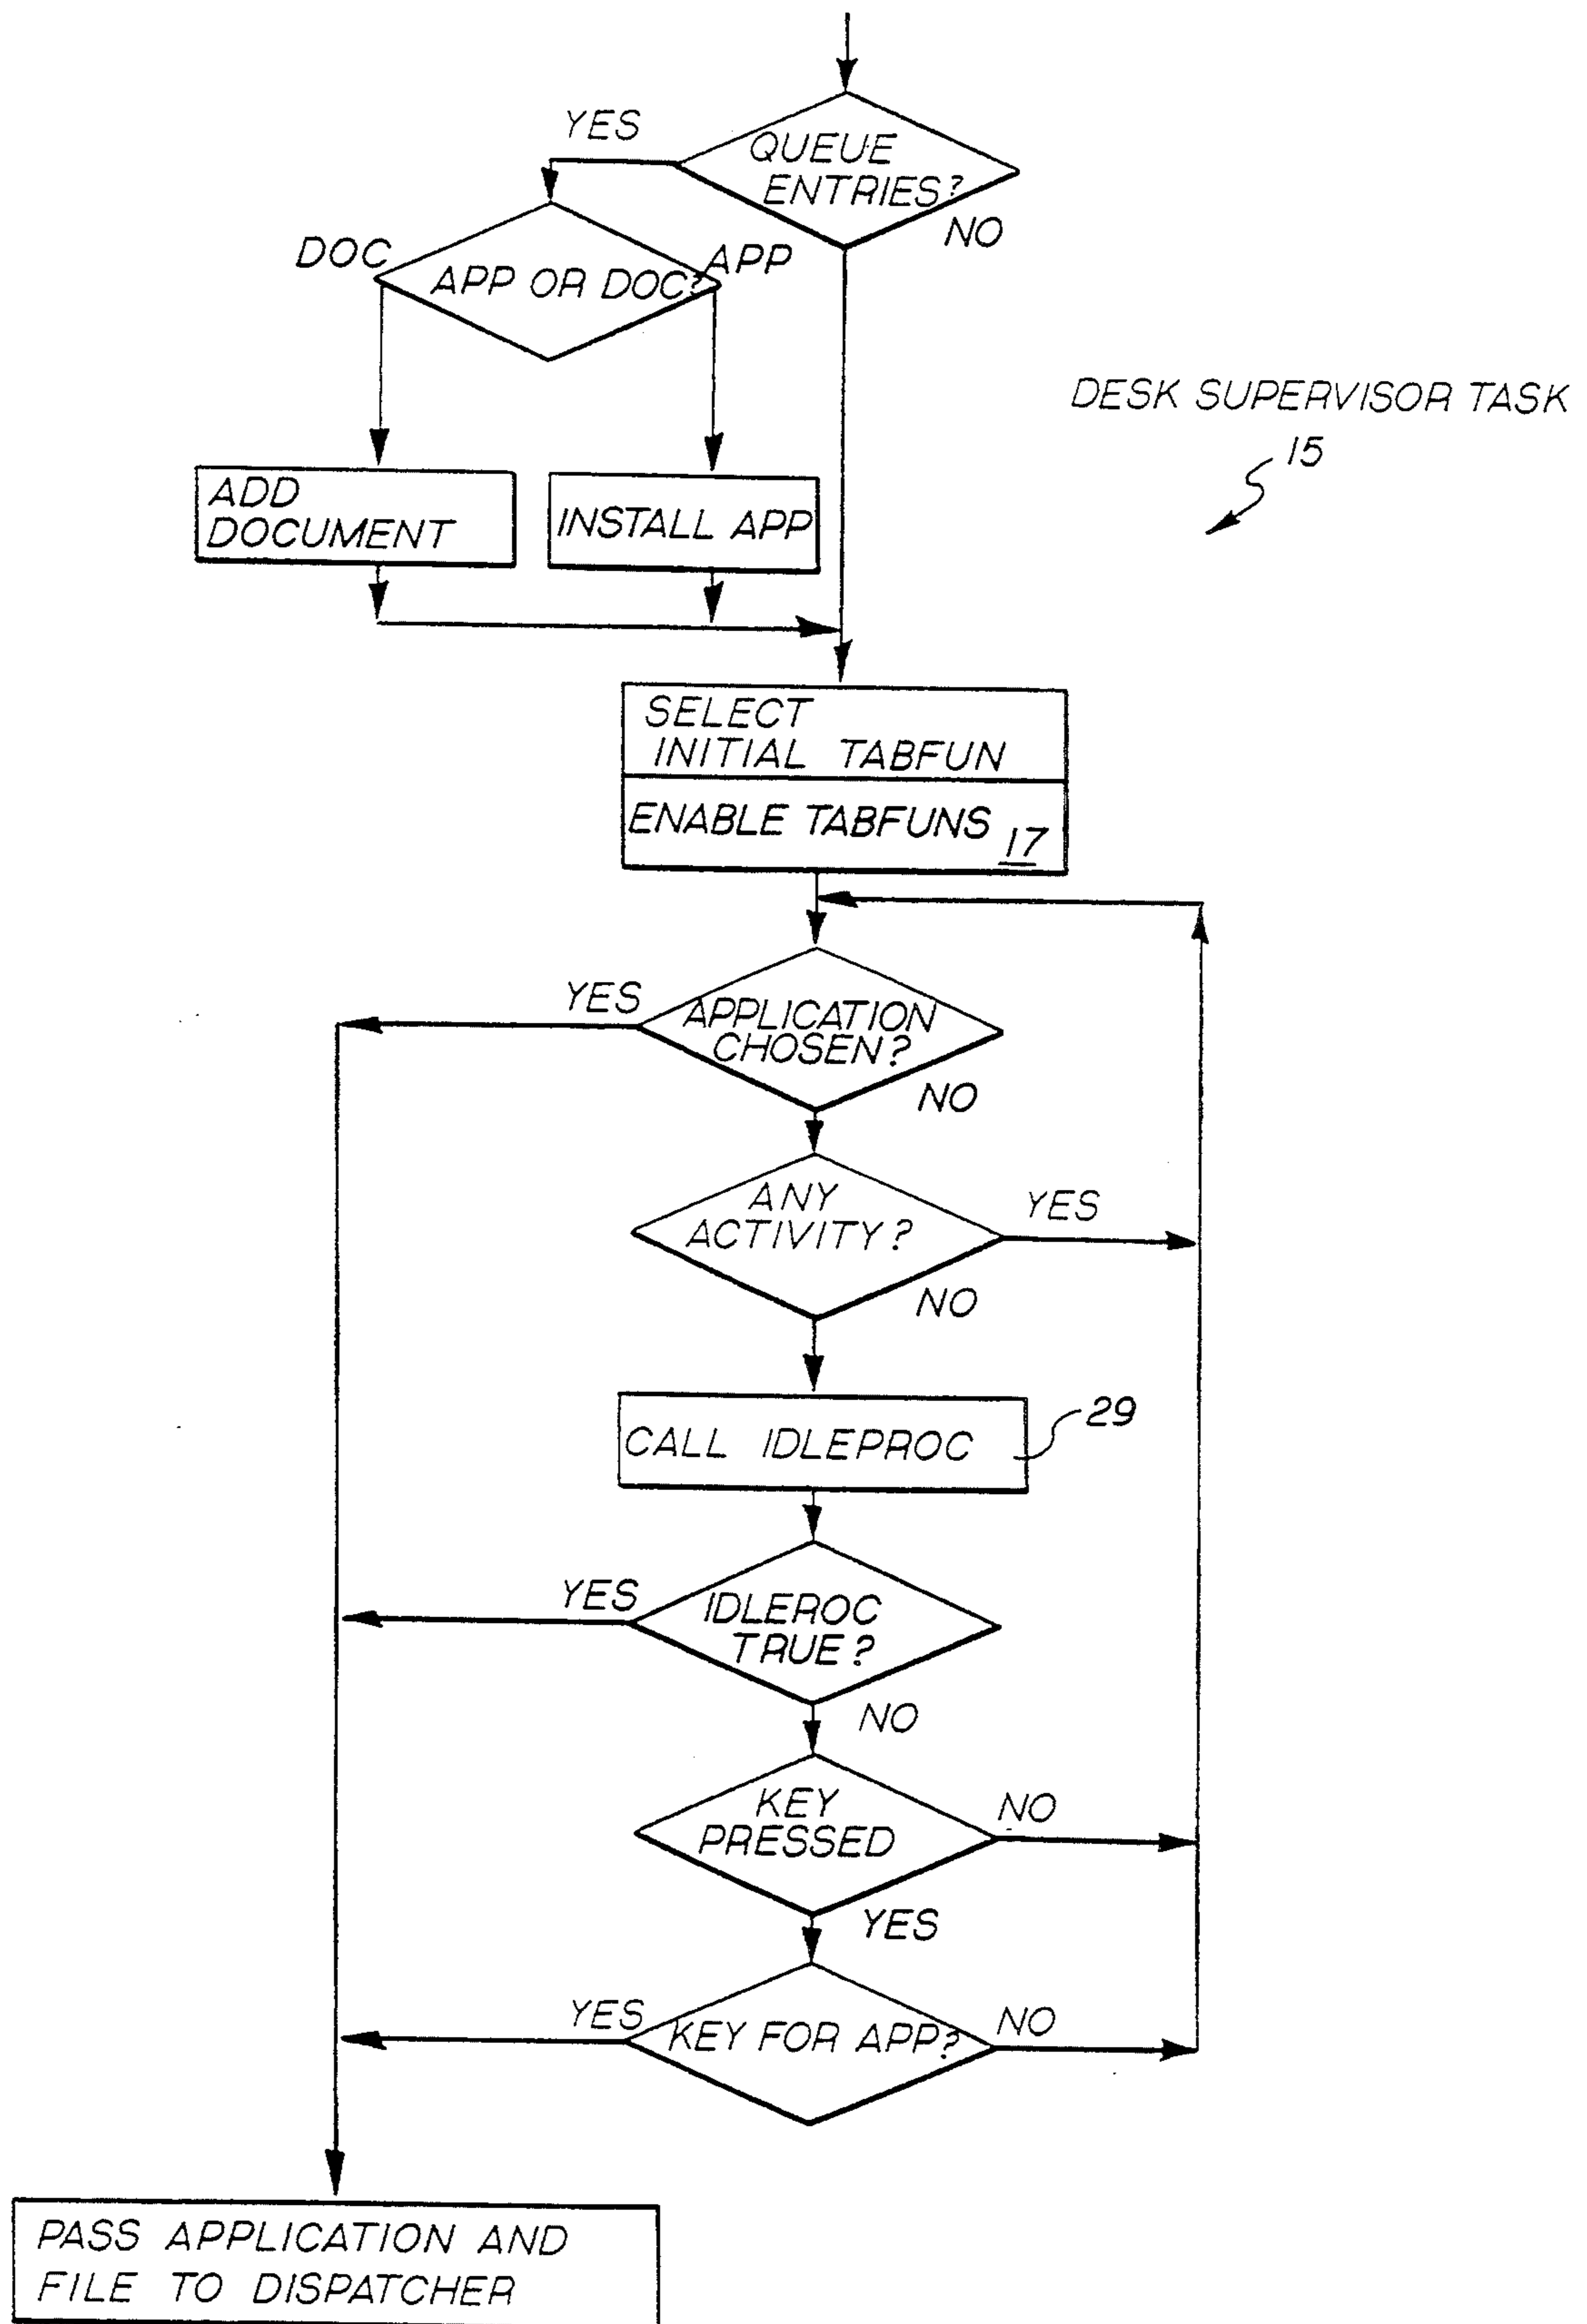 YES
QUEUE
ENTRIES?
NO
DOC
APP
APP OR DOC?
DESK SUPERVISOR TASK
15
ADD
DOCUMENT
INSTALL APP
SELECT
INITIAL TABFUN
ENABLE TABFUNS 17
YES
APPLICATION
CHOSEN?
NO
ANY
ACTIVITY?
YES
NO
CALL IDLEPROC
29
YES
IDLEROC
TRUE?
NO
KEY
PRESSED
NO
YES
YES
KEY FOR APP?
NO
PASS APPLICATION AND
FILE TO DISPATCHER